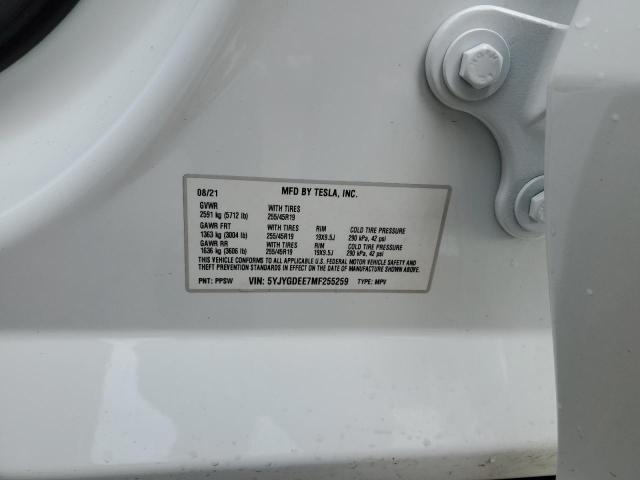 08/21 MFD BY TESLA, INC.
GVWR WITH TIRES
2591 kg (5712 lb) 255/45R19
GAWR FRT WITH TIRES RIM COLD TIRE PRESSURE
1363 kg (3004 lb) 255/45R19 19X9.5J 290 kPa, 42 psi
GAWR RR WITH TIRES RIM COLD TIRE PRESSURE
1636 kg (3606 lb) 255/45R19 19X9.5J 290 kPa, 42 psi
THIS VEHICLE CONFORMS TO ALL APPLICABLE U.S. FEDERAL MOTOR VEHICLE SAFETY AND
THEFT PREVENTION STANDARDS IN EFFECT ON THE DATE OF MANUFACTURE SHOWN ABOVE.
PNT: PPSW VIN: 5YJYGDEE7MF255259 TYPE: MPV